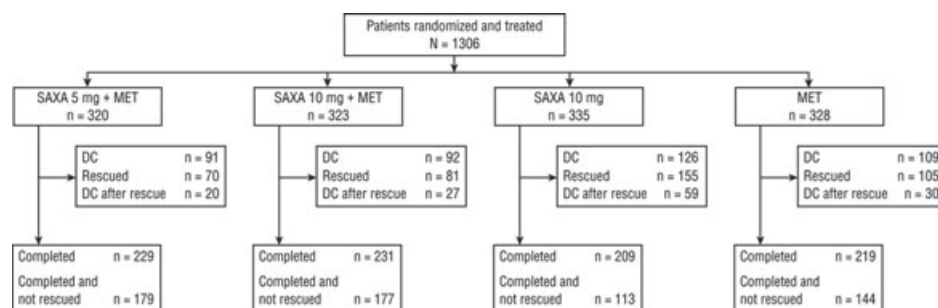 Patients randomized and treated
N = 1306
SAXA 5 mg + MET
n = 320
SAXA 10 mg + MET
n = 323
SAXA 10 mg
n = 335
MET
n = 328
DC n = 91
Rescued n = 70
DC after rescue n = 20
DC n = 92
Rescued n = 81
DC after rescue n = 27
DC n = 126
Rescued n = 155
DC after rescue n = 59
DC n = 109
Rescued n = 105
DC after rescue n = 30
Completed n = 229
Completed and
not rescued n = 179
Completed n = 231
Completed and
not rescued n = 177
Completed n = 209
Completed and
not rescued n = 113
Completed n = 219
Completed and
not rescued n = 144